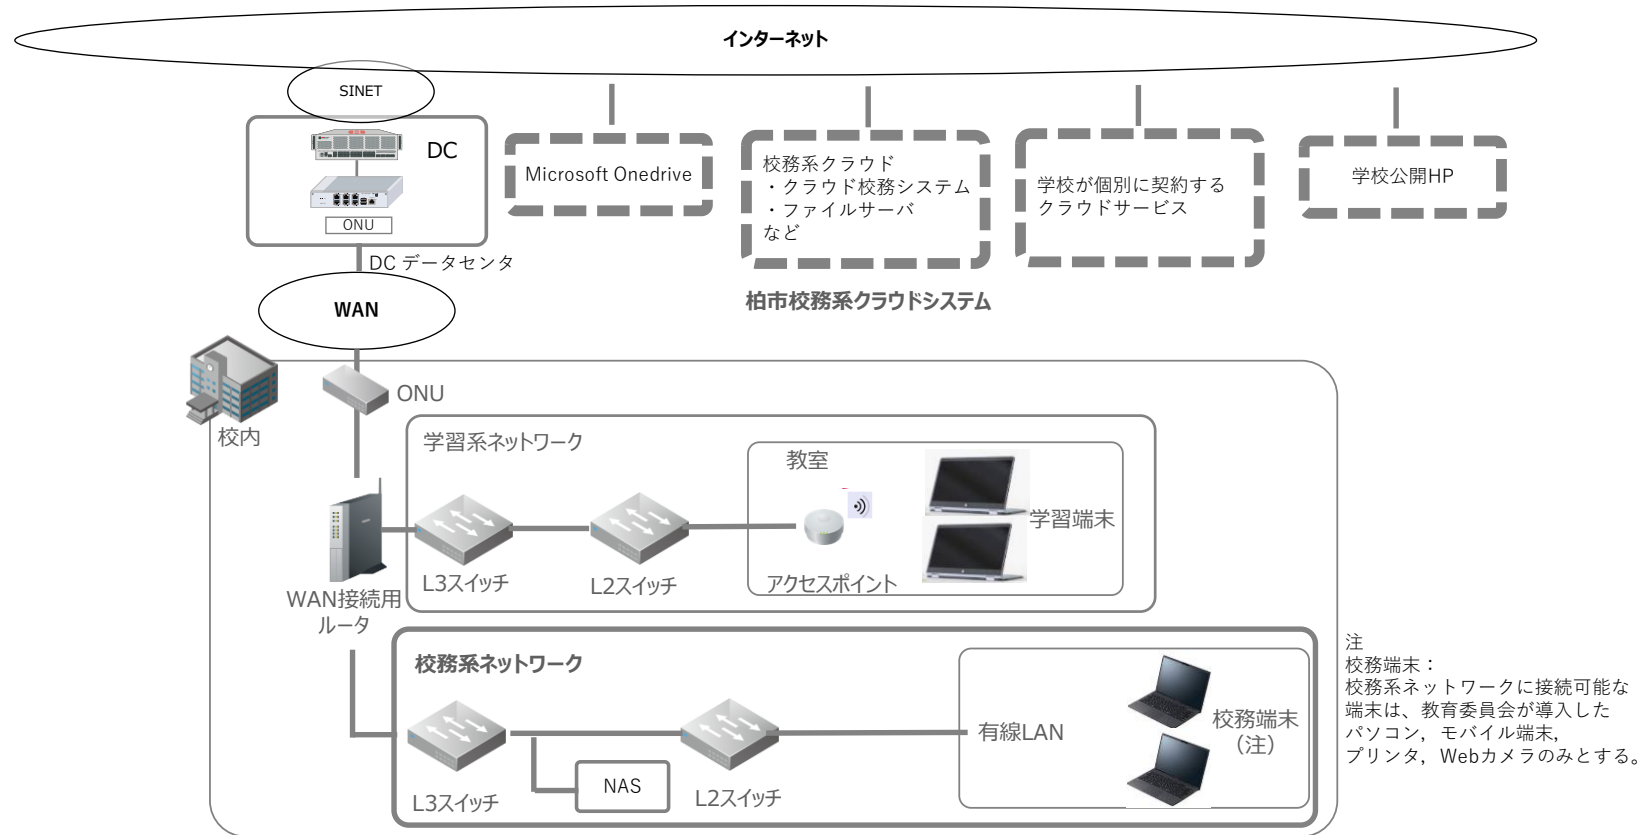 インターネット
SINET
DC
ONU
DC データセンタ
Microsoft Onedrive
校務系クラウド
・クラウド校務システム
・ファイルサーバ
など
学校が個別に契約する
クラウドサービス
学校公開HP
柏市校務系クラウドシステム
WAN
ONU
校内
学習系ネットワーク
教室
学習端末
アクセスポイント
L3スイッチ
L2スイッチ
WAN接続用
ルータ
校務系ネットワーク
有線LAN
校務端末
(注)
NAS
L3スイッチ
L2スイッチ
注
校務端末：
校務系ネットワークに接続可能な
端末は、教育委員会が導入した
パソコン，モバイル端末，
プリンタ，Webカメラのみとする。